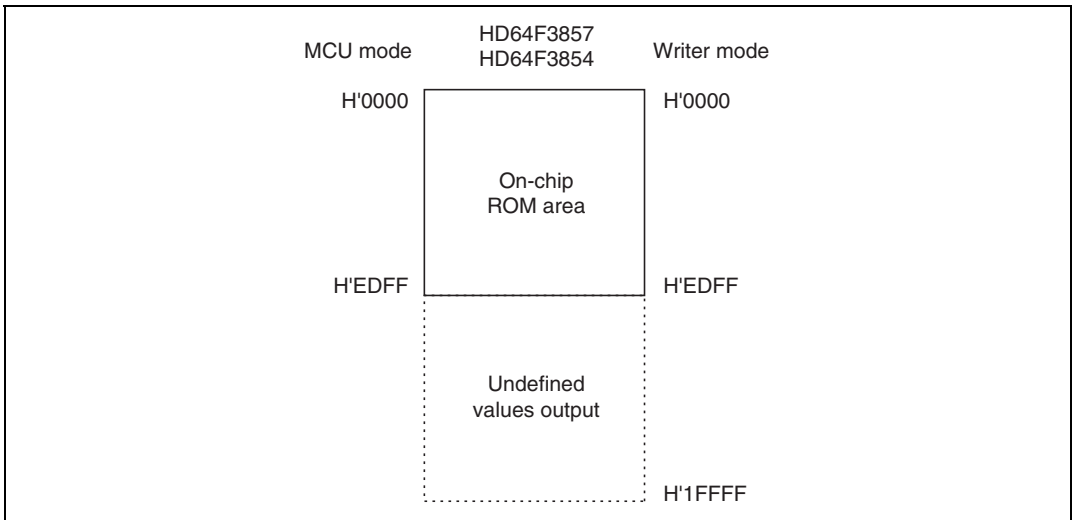 HD64F3857
MCU mode HD64F3854 Writer mode
H'0000 H'0000
On-chip
ROM area
H'EDFF H'EDFF
Undefined
values output
H'1FFFF